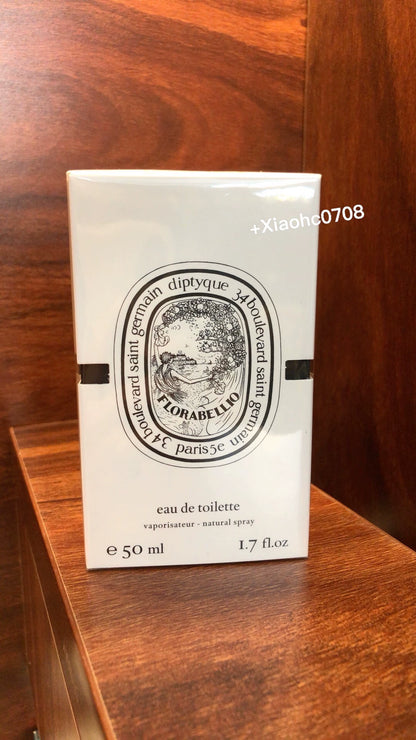 +Xiaohc0708
diptyque 34 boulevard saint germain paris5e 34 boulevard saint germain
FLORABELLIO
eau de toilette
vaporisateur - natural spray
e 50 ml 1.7 fl.oz